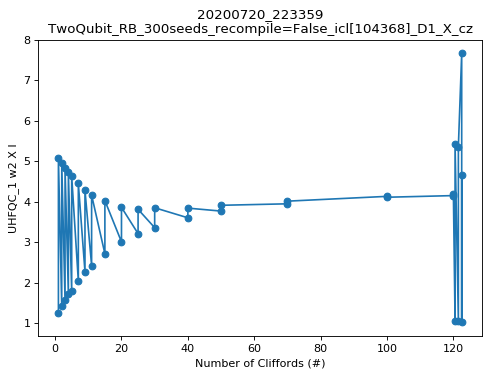 20200720_223359
TwoQubit_RB_300seeds_recompile=False_icl[104368]_D1_X_cz
8
7
6
5
4
3
2
1
UHFQC_1 w2 X I
0 20 40 60 80 100 120
Number of Cliffords (#)